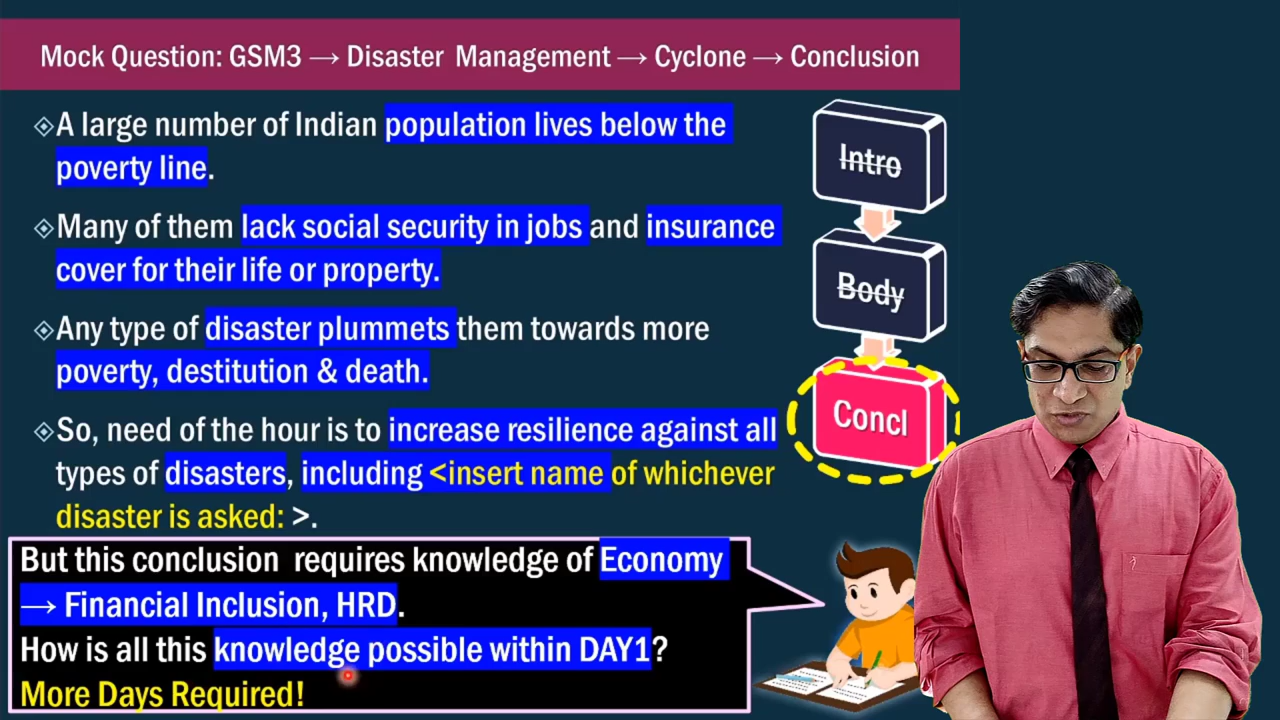 Mock Question: GSM3 → Disaster Management → Cyclone → Conclusion
A large number of Indian population lives below the
poverty line.
Many of them lack social security in jobs and insurance
cover for their life or property.
Any type of disaster plummets them towards more
poverty, destitution & death.
So, need of the hour is to increase resilience against all
types of disasters, including <insert name of whichever
disaster is asked: >.
Intro
Body
Concl
But this conclusion requires knowledge of Economy
→ Financial Inclusion, HRD.
How is all this knowledge possible within DAY1?
More Days Required!